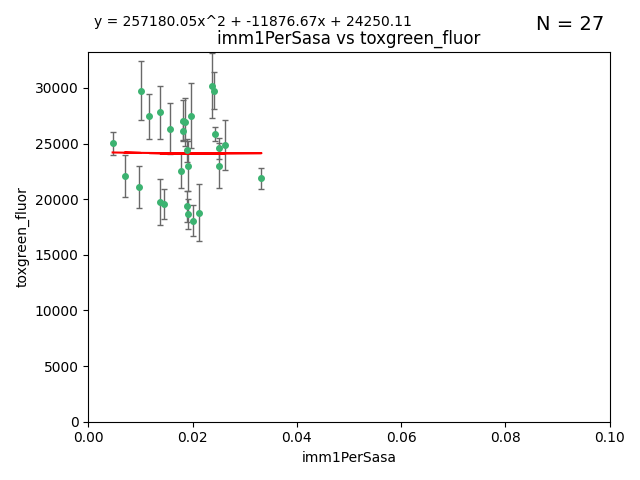 y = 257180.05x^2 + -11876.67x + 24250.11
N = 27
imm1PerSasa vs toxgreen_fluor
30000
25000
20000
15000
10000
5000
0
toxgreen_fluor
0.00 0.02 0.04 0.06 0.08 0.10
imm1PerSasa